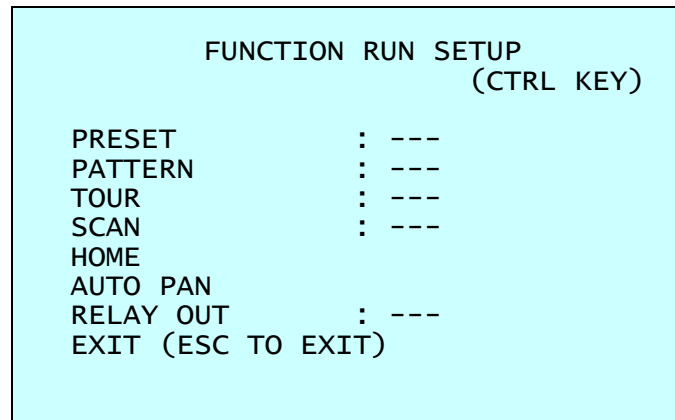 FUNCTION RUN SETUP
(CTRL KEY)
PRESET : ---
PATTERN : ---
TOUR : ---
SCAN : ---
HOME
AUTO PAN
RELAY OUT : ---
EXIT (ESC TO EXIT)